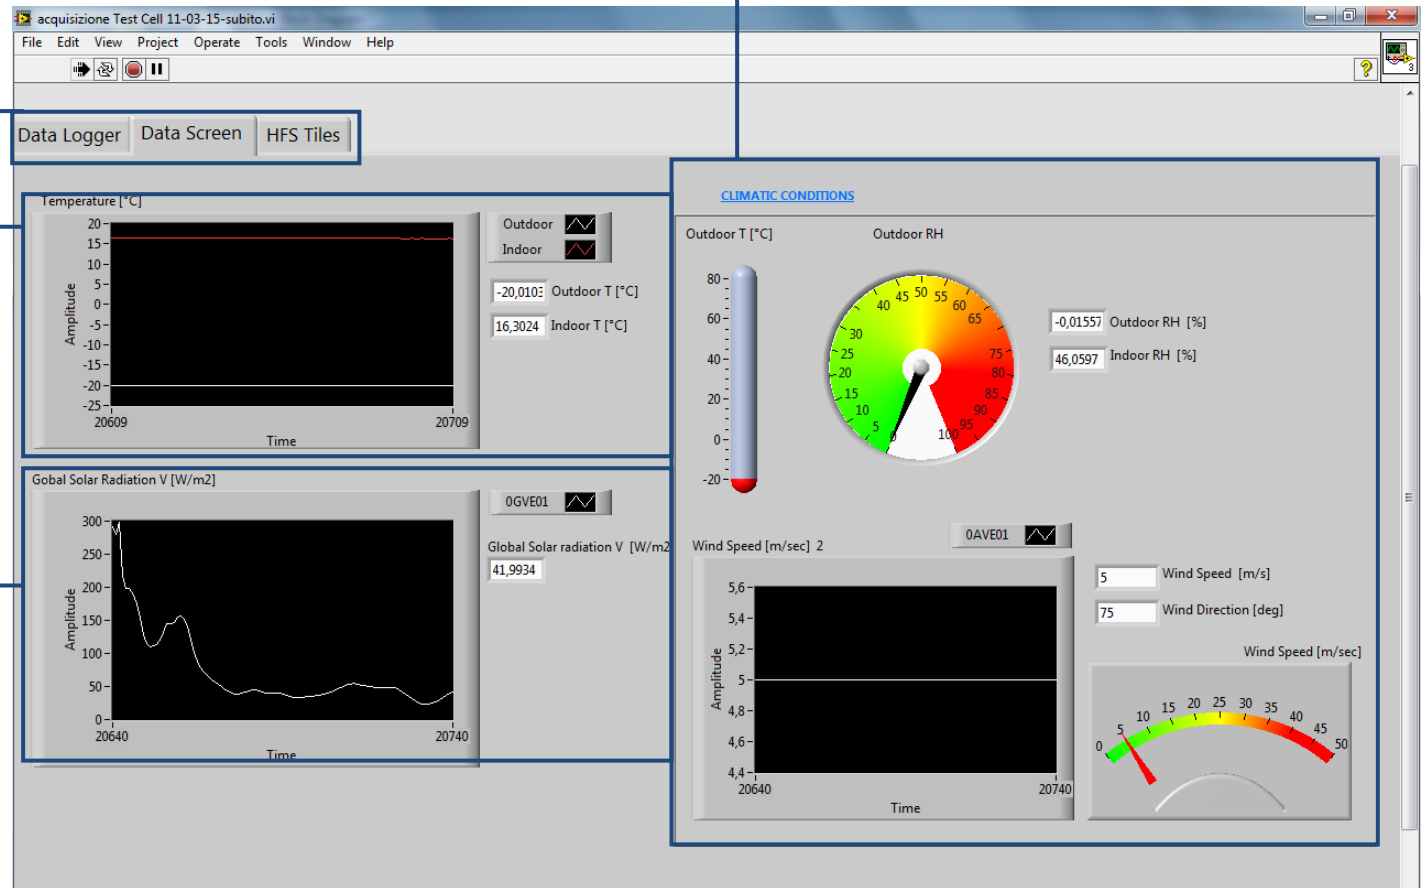 acquisizione Test Cell 11-03-15-subito.vi
File Edit View Project Operate Tools Window Help
3
Data Logger Data Screen HFS Tiles
Temperature [°C]
20
15
10
5
0
-5
-10
-15
-20
-25
Amplitude
20609 20709
Time
Outdoor
Indoor
-20,0103 Outdoor T [°C]
16,3024 Indoor T [°C]
Gobal Solar Radiation V [W/m2]
300
250
200
150
100
50
0
Amplitude
20640 20740
Time
0GVE01
Global Solar radiation V [W/m2
41,9934
CLIMATIC CONDITIONS
Outdoor T [°C]
80
60
40
20
0
-20
Outdoor RH
0 5 10 15 20 25 30 40 45 50 55 60 65 75 80 85 90 95 100
-0,01557 Outdoor RH [%]
46,0597 Indoor RH [%]
0AVE01
Wind Speed [m/sec] 2
5,6
5,4
5,2
5
4,8
4,6
4,4
Amplitude
20640 20740
Time
5 Wind Speed [m/s]
75 Wind Direction [deg]
Wind Speed [m/sec]
0 5 10 15 20 25 30 35 40 45 50